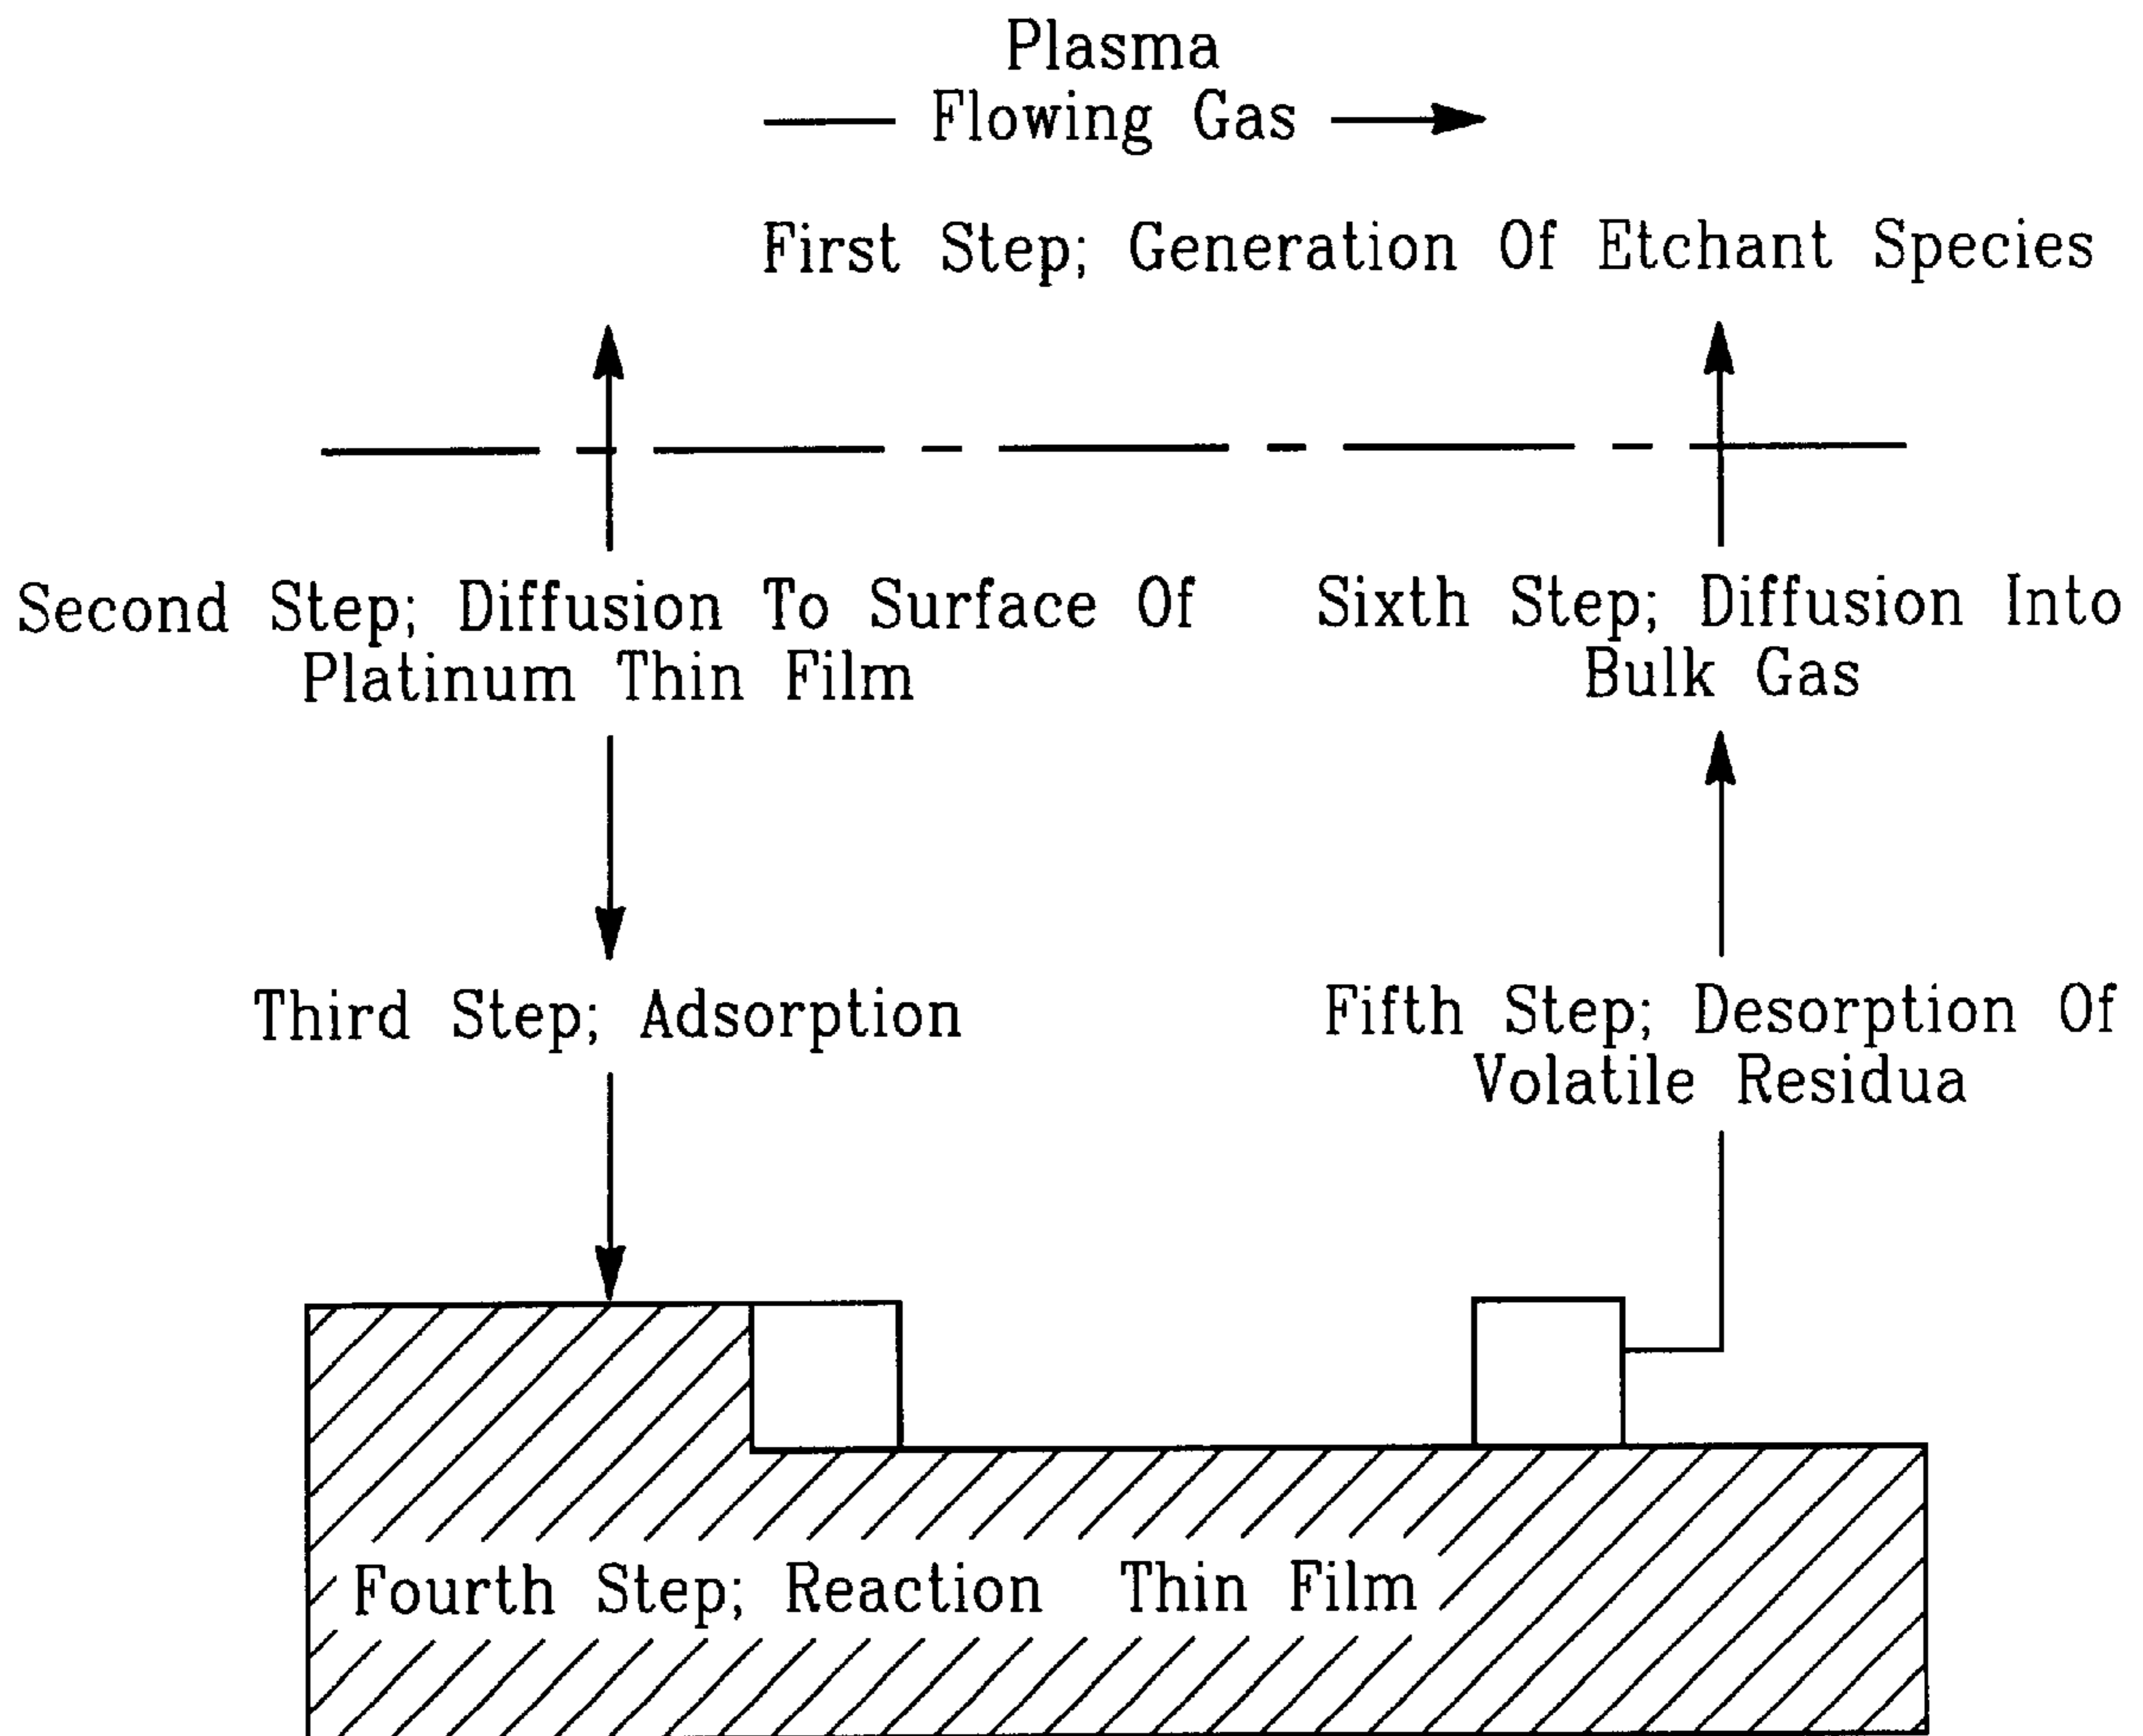 Plasma
Flowing Gas
First Step; Generation Of Etchant Species
Second Step; Diffusion To Surface Of
Platinum Thin Film
Sixth Step; Diffusion Into
Bulk Gas
Third Step; Adsorption
Fifth Step; Desorption Of
Volatile Residua
Fourth Step; Reaction Thin Film